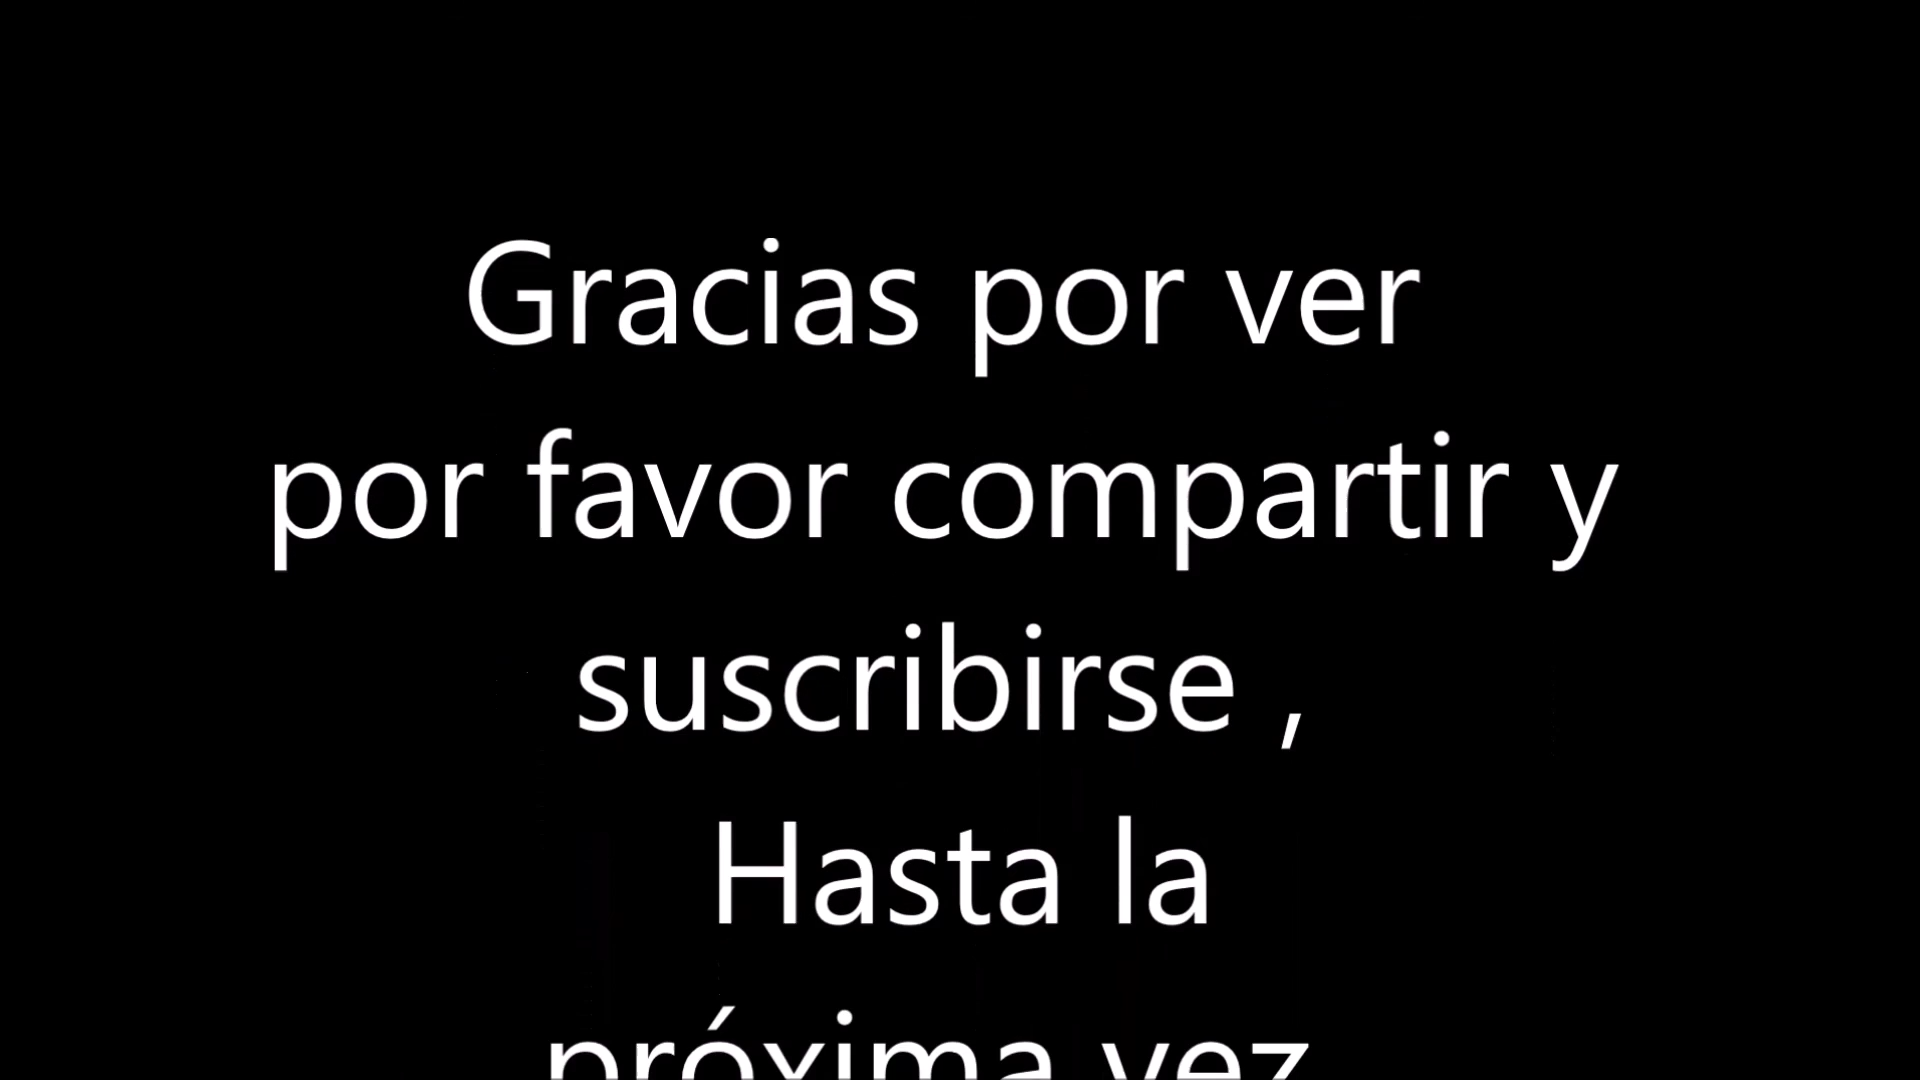 Gracias por ver
por favor compartir y
suscribirse ,
Hasta la
próxima vez